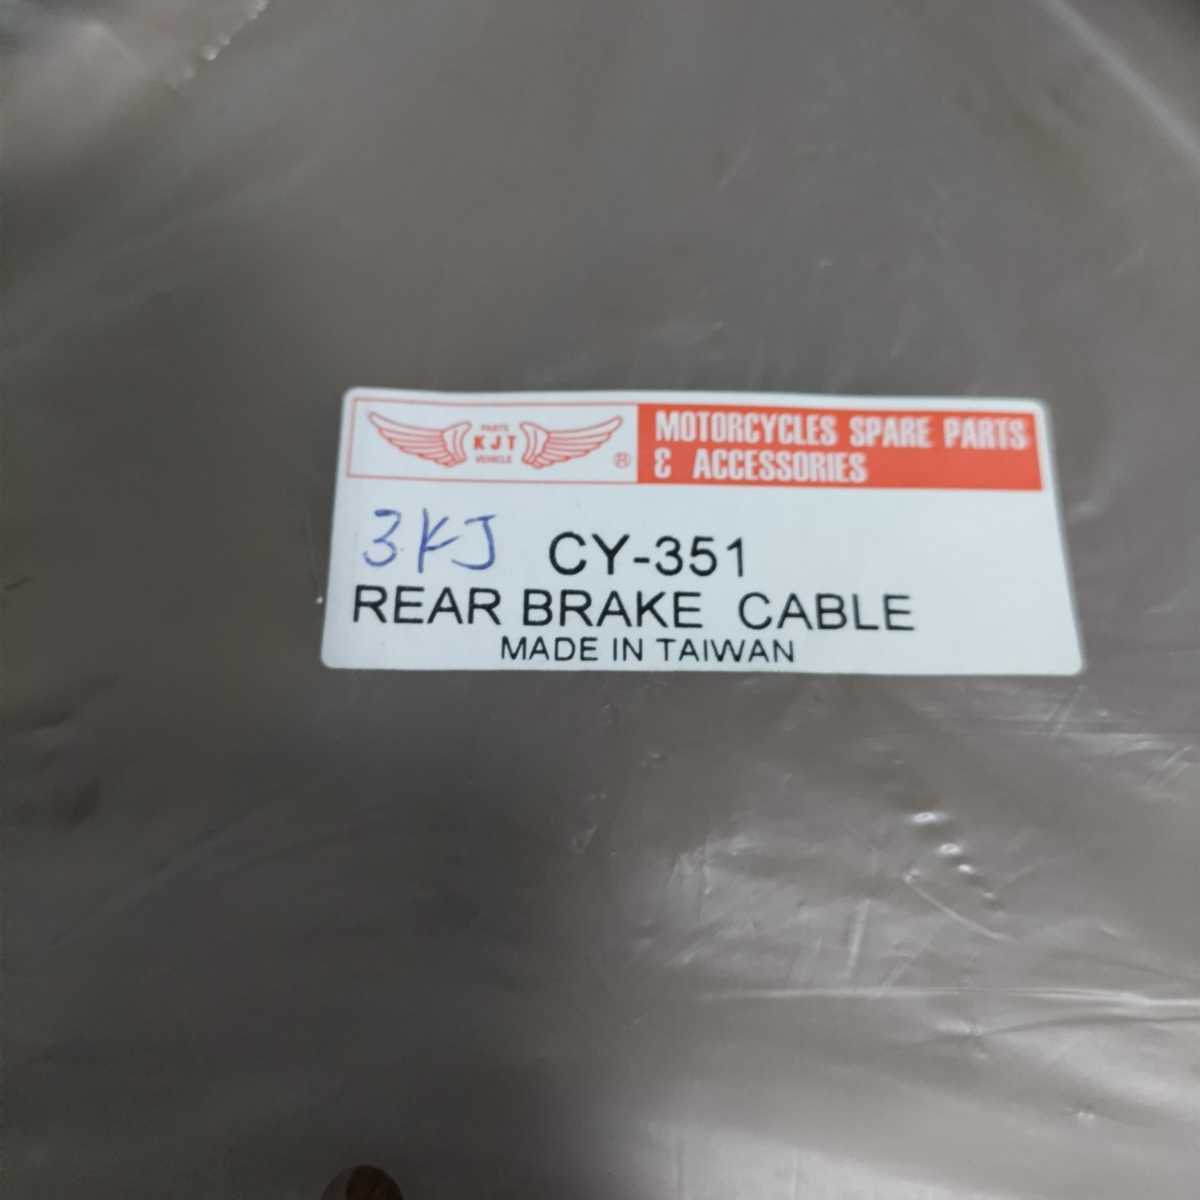 PARTS
KJT
VEHICLE
®
MOTORCYCLES SPARE PARTS
& ACCESSORIES
3KJ CY-351
REAR BRAKE CABLE
MADE IN TAIWAN